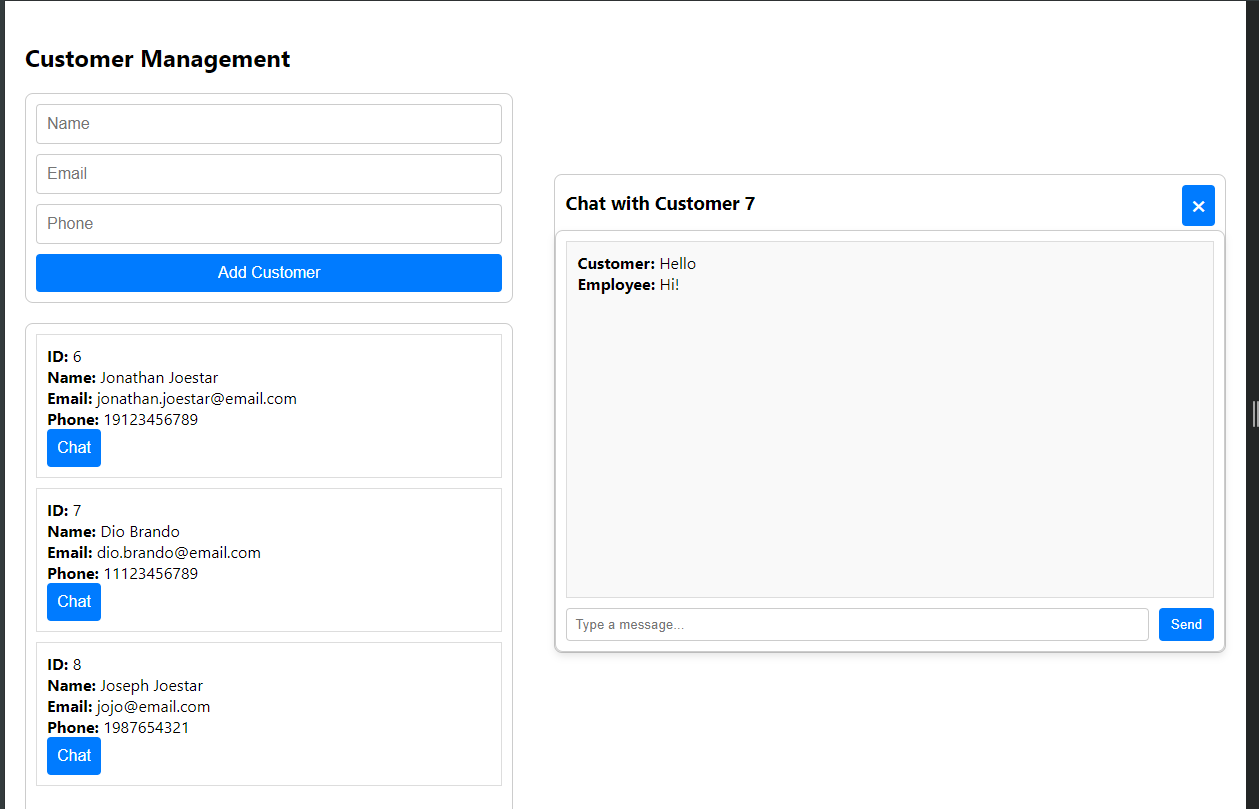 Customer Management
Name
Email
Phone
Add Customer
ID: 6
Name: Jonathan Joestar
Email: jonathan.joestar@email.com
Phone: 19123456789
Chat
ID: 7
Name: Dio Brando
Email: dio.brando@email.com
Phone: 11123456789
Chat
ID: 8
Name: Joseph Joestar
Email: jojo@email.com
Phone: 1987654321
Chat
Chat with Customer 7
×
Customer: Hello
Employee: Hi!
Type a message...
Send